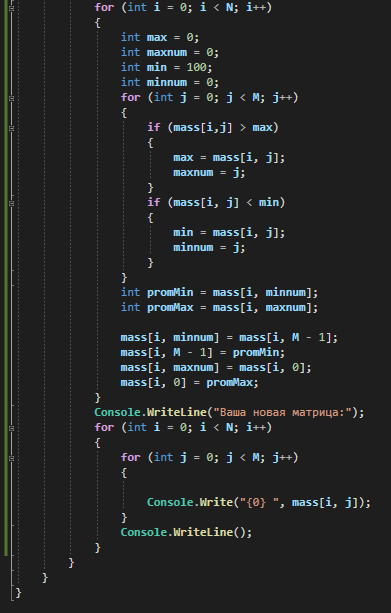 for (int i = 0; i < N; i++)
{
int max = 0;
int maxnum = 0;
int min = 100;
int minnum = 0;
for (int j = 0; j < M; j++)
{
if (mass[i,j] > max)
{
max = mass[i, j];
maxnum = j;
}
if (mass[i, j] < min)
{
min = mass[i, j];
minnum = j;
}
}
int promMin = mass[i, minnum];
int promMax = mass[i, maxnum];
mass[i, minnum] = mass[i, M - 1];
mass[i, M - 1] = promMin;
mass[i, maxnum] = mass[i, 0];
mass[i, 0] = promMax;
}
Console.WriteLine("Ваша новая матрица:");
for (int i = 0; i < N; i++)
{
for (int j = 0; j < M; j++)
{
Console.Write("{0} ", mass[i, j]);
}
Console.WriteLine();
}
}
}
}